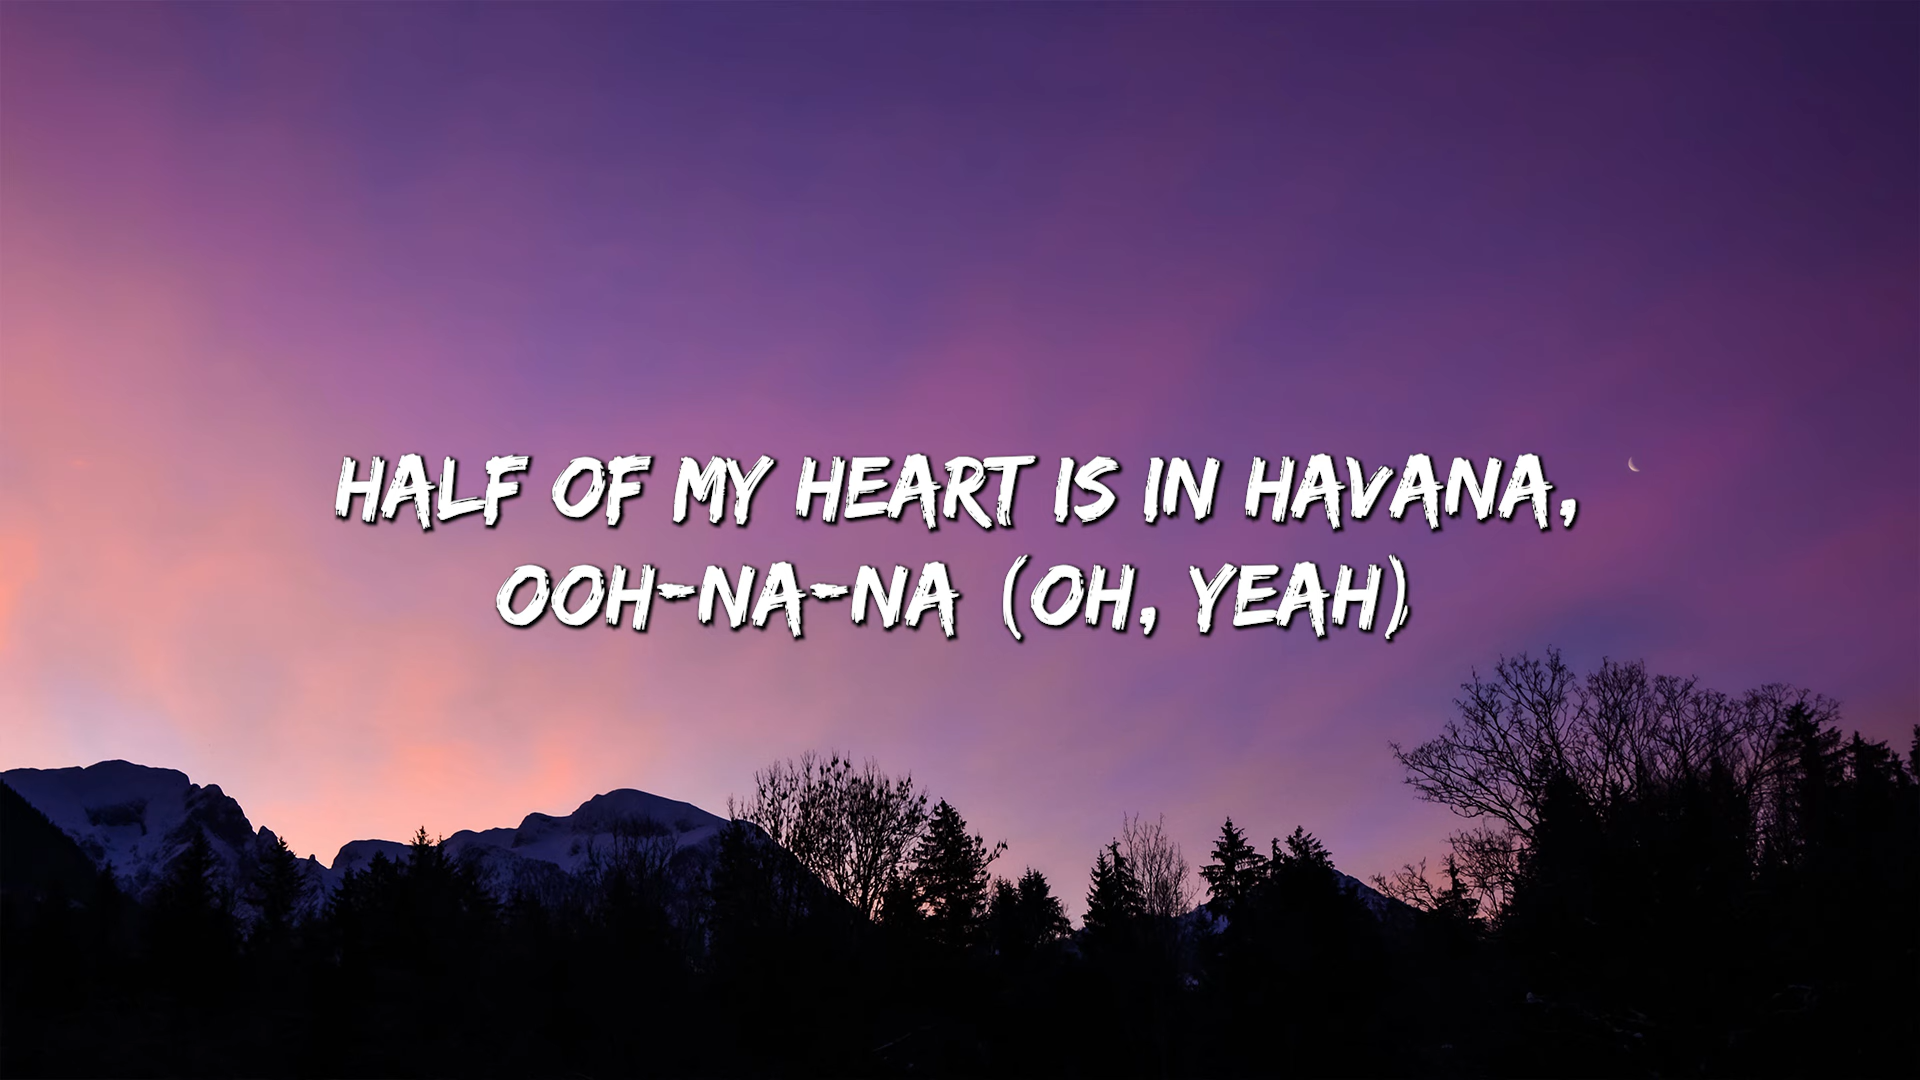 HALF OF MY HEART IS IN HAVANA,
OOH-NA-NA (OH, YEAH)